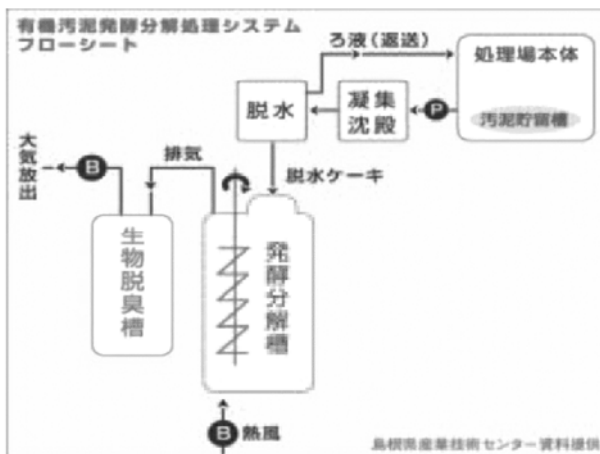 有機汚泥発酵分解処理システム
フローシート
ろ液(返送)
処理場本体
脱水
凝集
沈殿
P
汚泥貯留槽
大気放出
B
排気
脱水ケーキ
生物脱臭槽
発酵分解槽
B
熱風
島根県産業技術センター資料提供